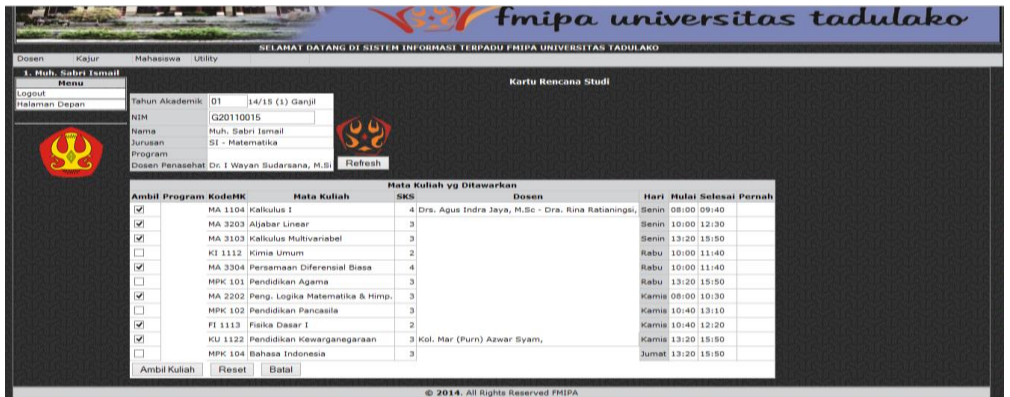 fmipa universitas tadulako
SELAMAT DATANG DI SISTEM INFORMASI TERPADU FMIPA UNIVERSITAS TADULAKO
Dosen Kajur Mahasiswa Utility
1. Muh. Sabri Ismail
Menu
Logout
Halaman Depan
Kartu Rencana Studi
Tahun Akademik 01 14/15 (1) Ganjil
NIM G20110015
Nama Muh. Sabri Ismail
Jurusan S1 - Matematika
Program
Dosen Penasehat Dr. I Wayan Sudarsana, M.Si
Refresh
Mata Kuliah yg Ditawarkan
Ambil Program KodeMK Mata Kuliah SKS Dosen Hari Mulai Selesai Pernah
MA 1104 Kalkulus I 4 Drs. Agus Indra Jaya, M.Sc - Dra. Rina Ratianingsi, Senin 08:00 09:40
MA 3203 Aljabar Linear 3 Senin 10:00 12:30
MA 3103 Kalkulus Multivariabel 3 Senin 13:20 15:50
KI 1112 Kimia Umum 2 Rabu 10:00 11:40
MA 3304 Persamaan Diferensial Biasa 4 Rabu 10:00 11:40
MPK 101 Pendidikan Agama 3 Rabu 13:20 15:50
MA 2202 Peng. Logika Matematika & Himp. 3 Kamis 08:00 10:30
MPK 102 Pendidikan Pancasila 3 Kamis 10:40 13:10
FI 1113 Fisika Dasar I 2 Kamis 10:40 12:20
KU 1122 Pendidikan Kewarganegaraan 3 Kol. Mar (Purn) Azwar Syam, Kamis 13:20 15:50
MPK 104 Bahasa Indonesia 3 Jumat 13:20 15:50
Ambil Kuliah Reset Batal
© 2014. All Rights Reserved FMIPA